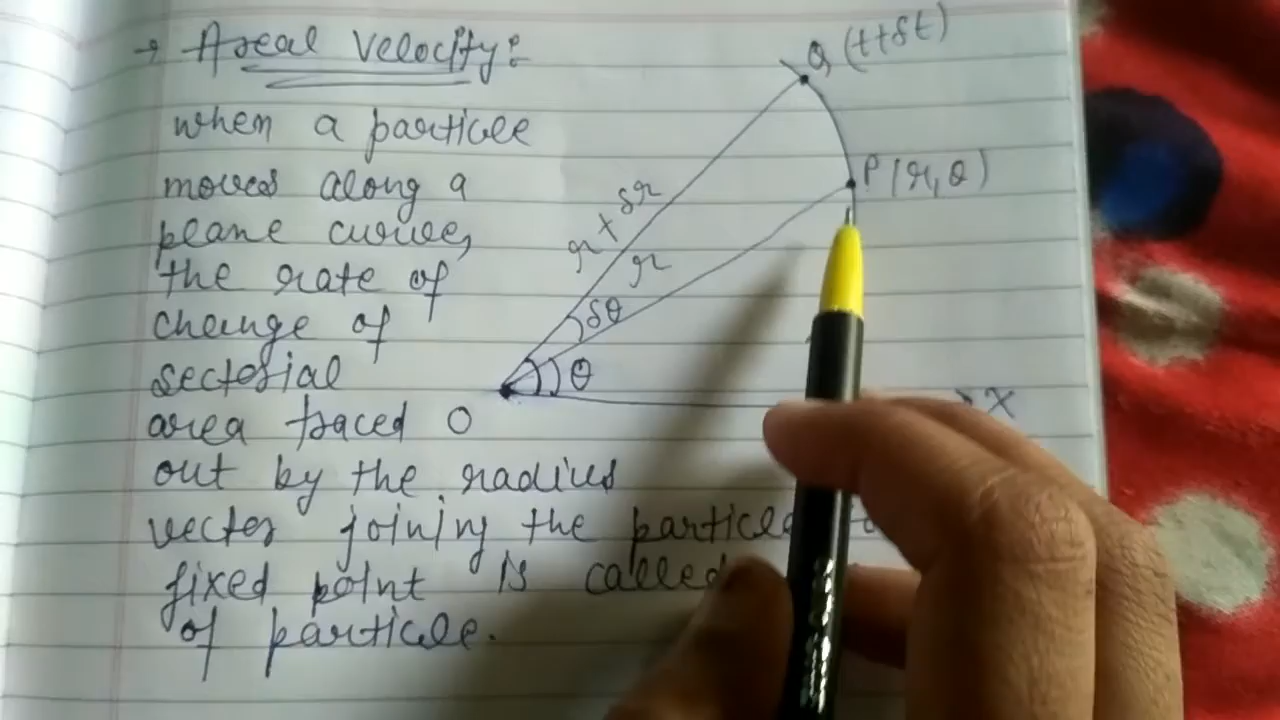 → Areal Velocity:
when a particle
moves along a
plane curve,
the rate of
change of
sectorial
area traced
out by the radius
vector joining the particle
fixed point is called
of particle.
Q (t+δt)
P(r,θ)
r+δr
r
δθ
θ
X
O